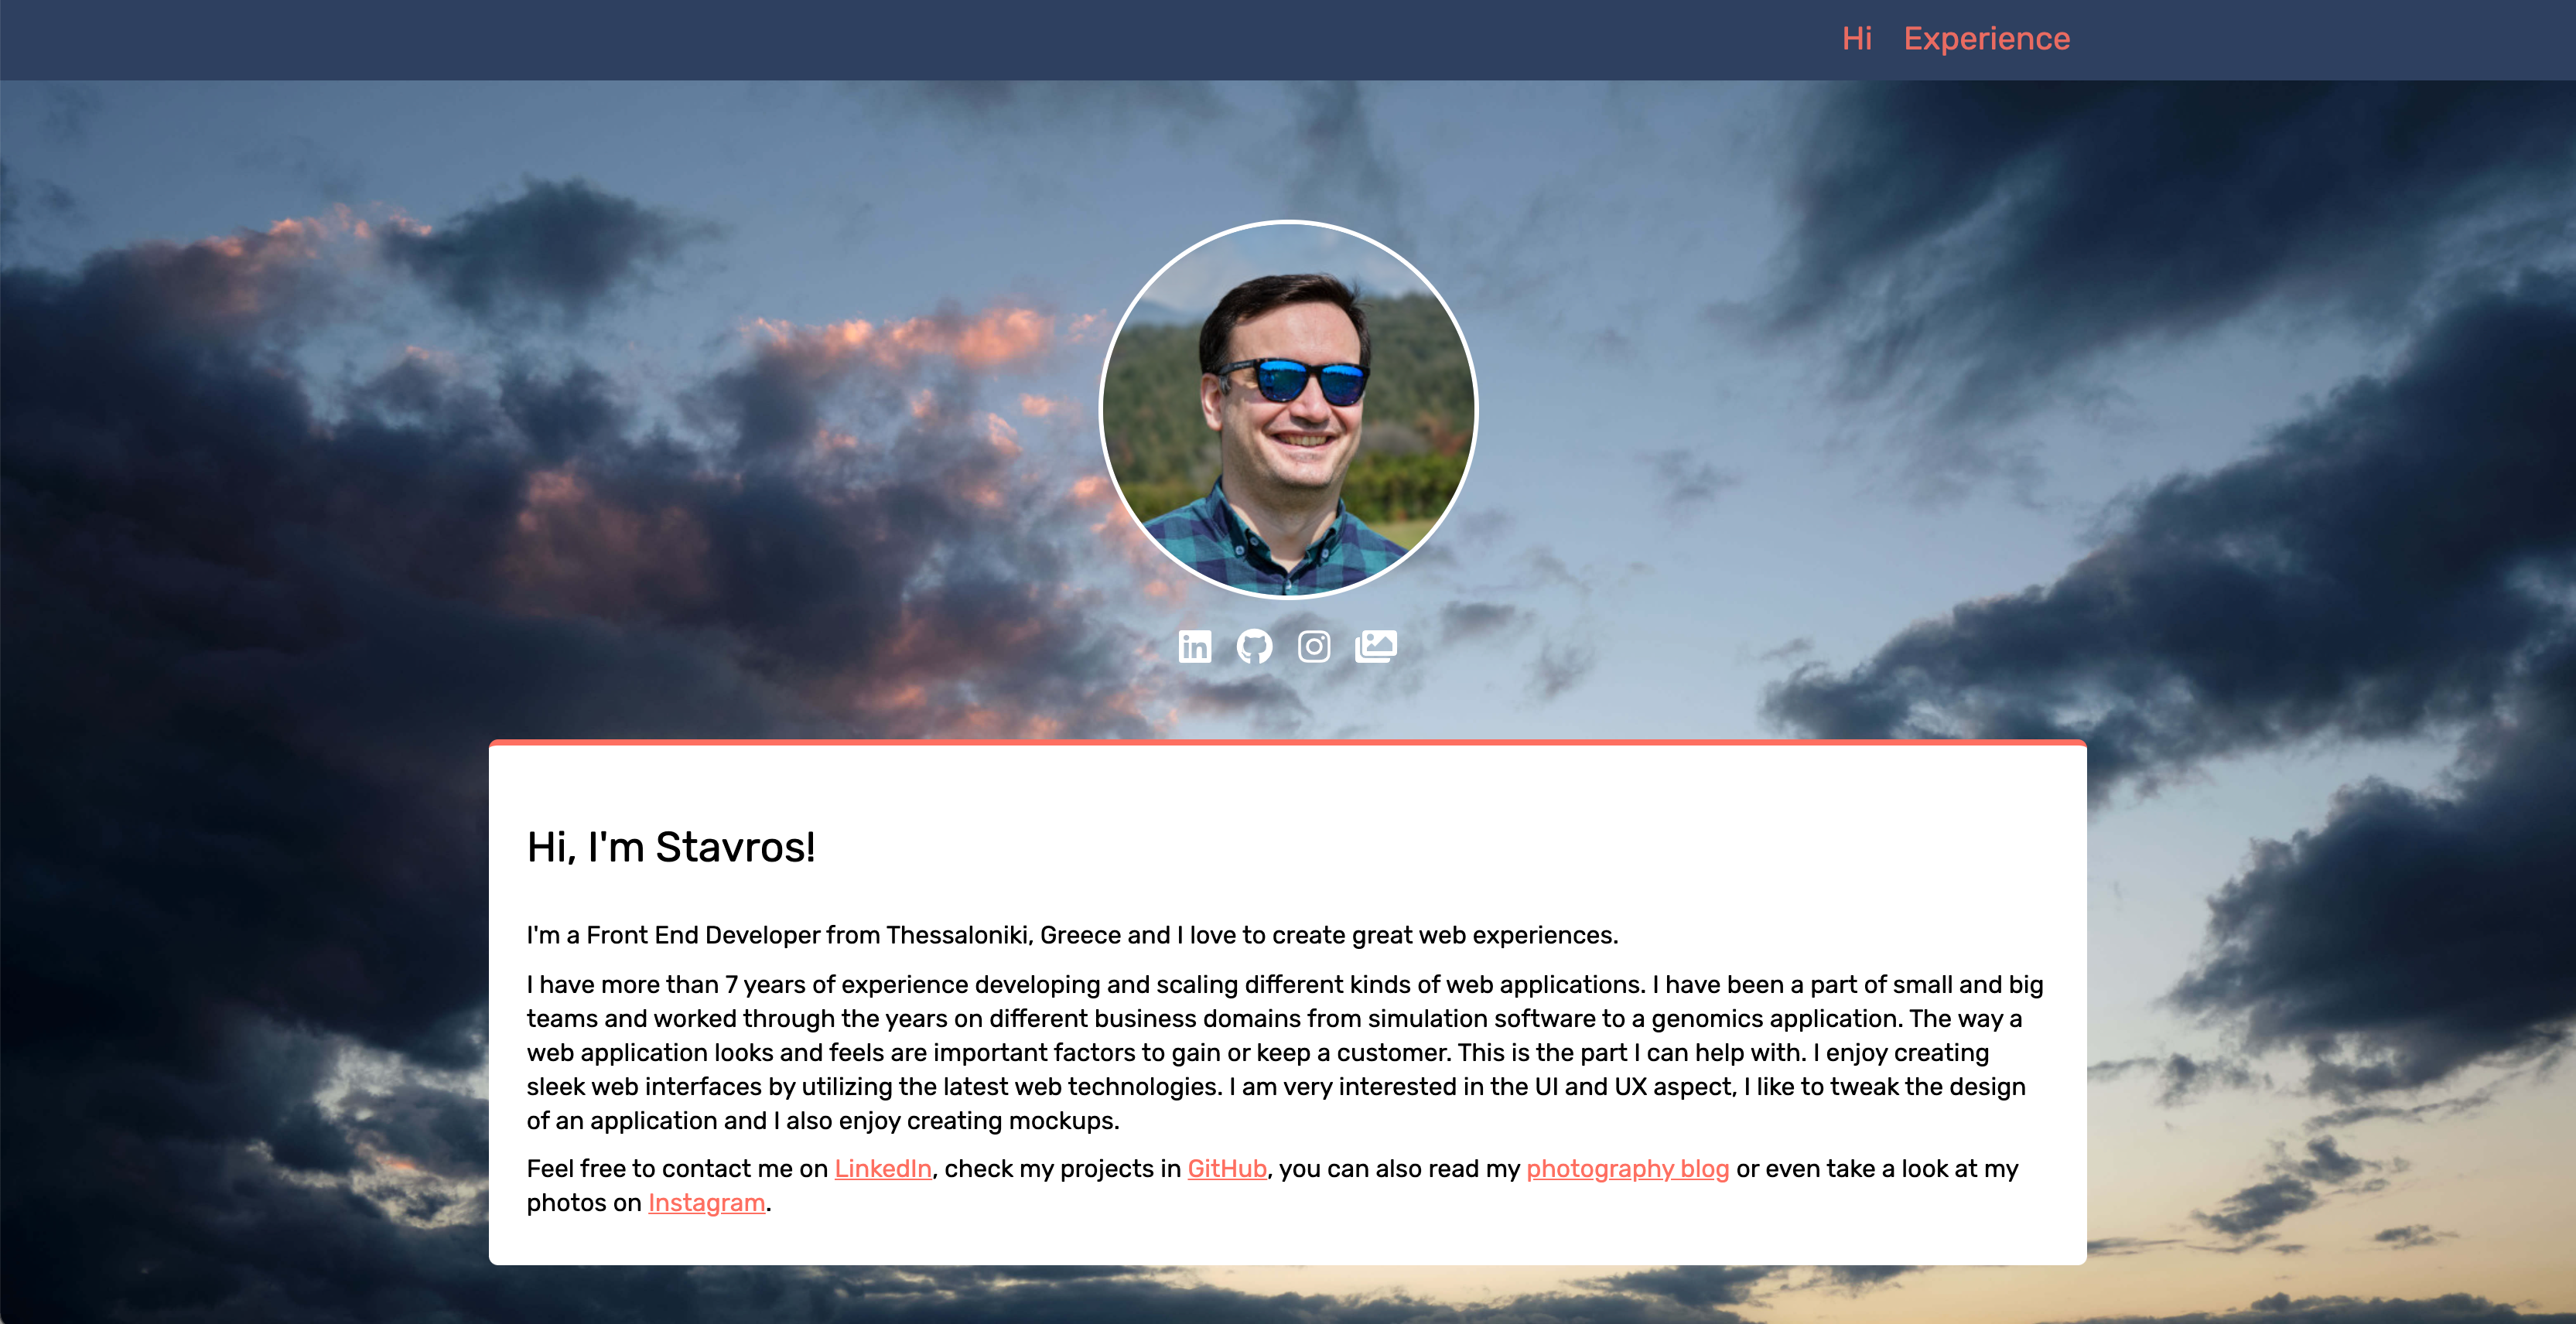 Hi Experience
Hi, I'm Stavros!
I'm a Front End Developer from Thessaloniki, Greece and I love to create great web experiences.
I have more than 7 years of experience developing and scaling different kinds of web applications. I have been a part of small and big
teams and worked through the years on different business domains from simulation software to a genomics application. The way a
web application looks and feels are important factors to gain or keep a customer. This is the part I can help with. I enjoy creating
sleek web interfaces by utilizing the latest web technologies. I am very interested in the UI and UX aspect, I like to tweak the design
of an application and I also enjoy creating mockups.
Feel free to contact me on LinkedIn, check my projects in GitHub, you can also read my photography blog or even take a look at my
photos on Instagram.